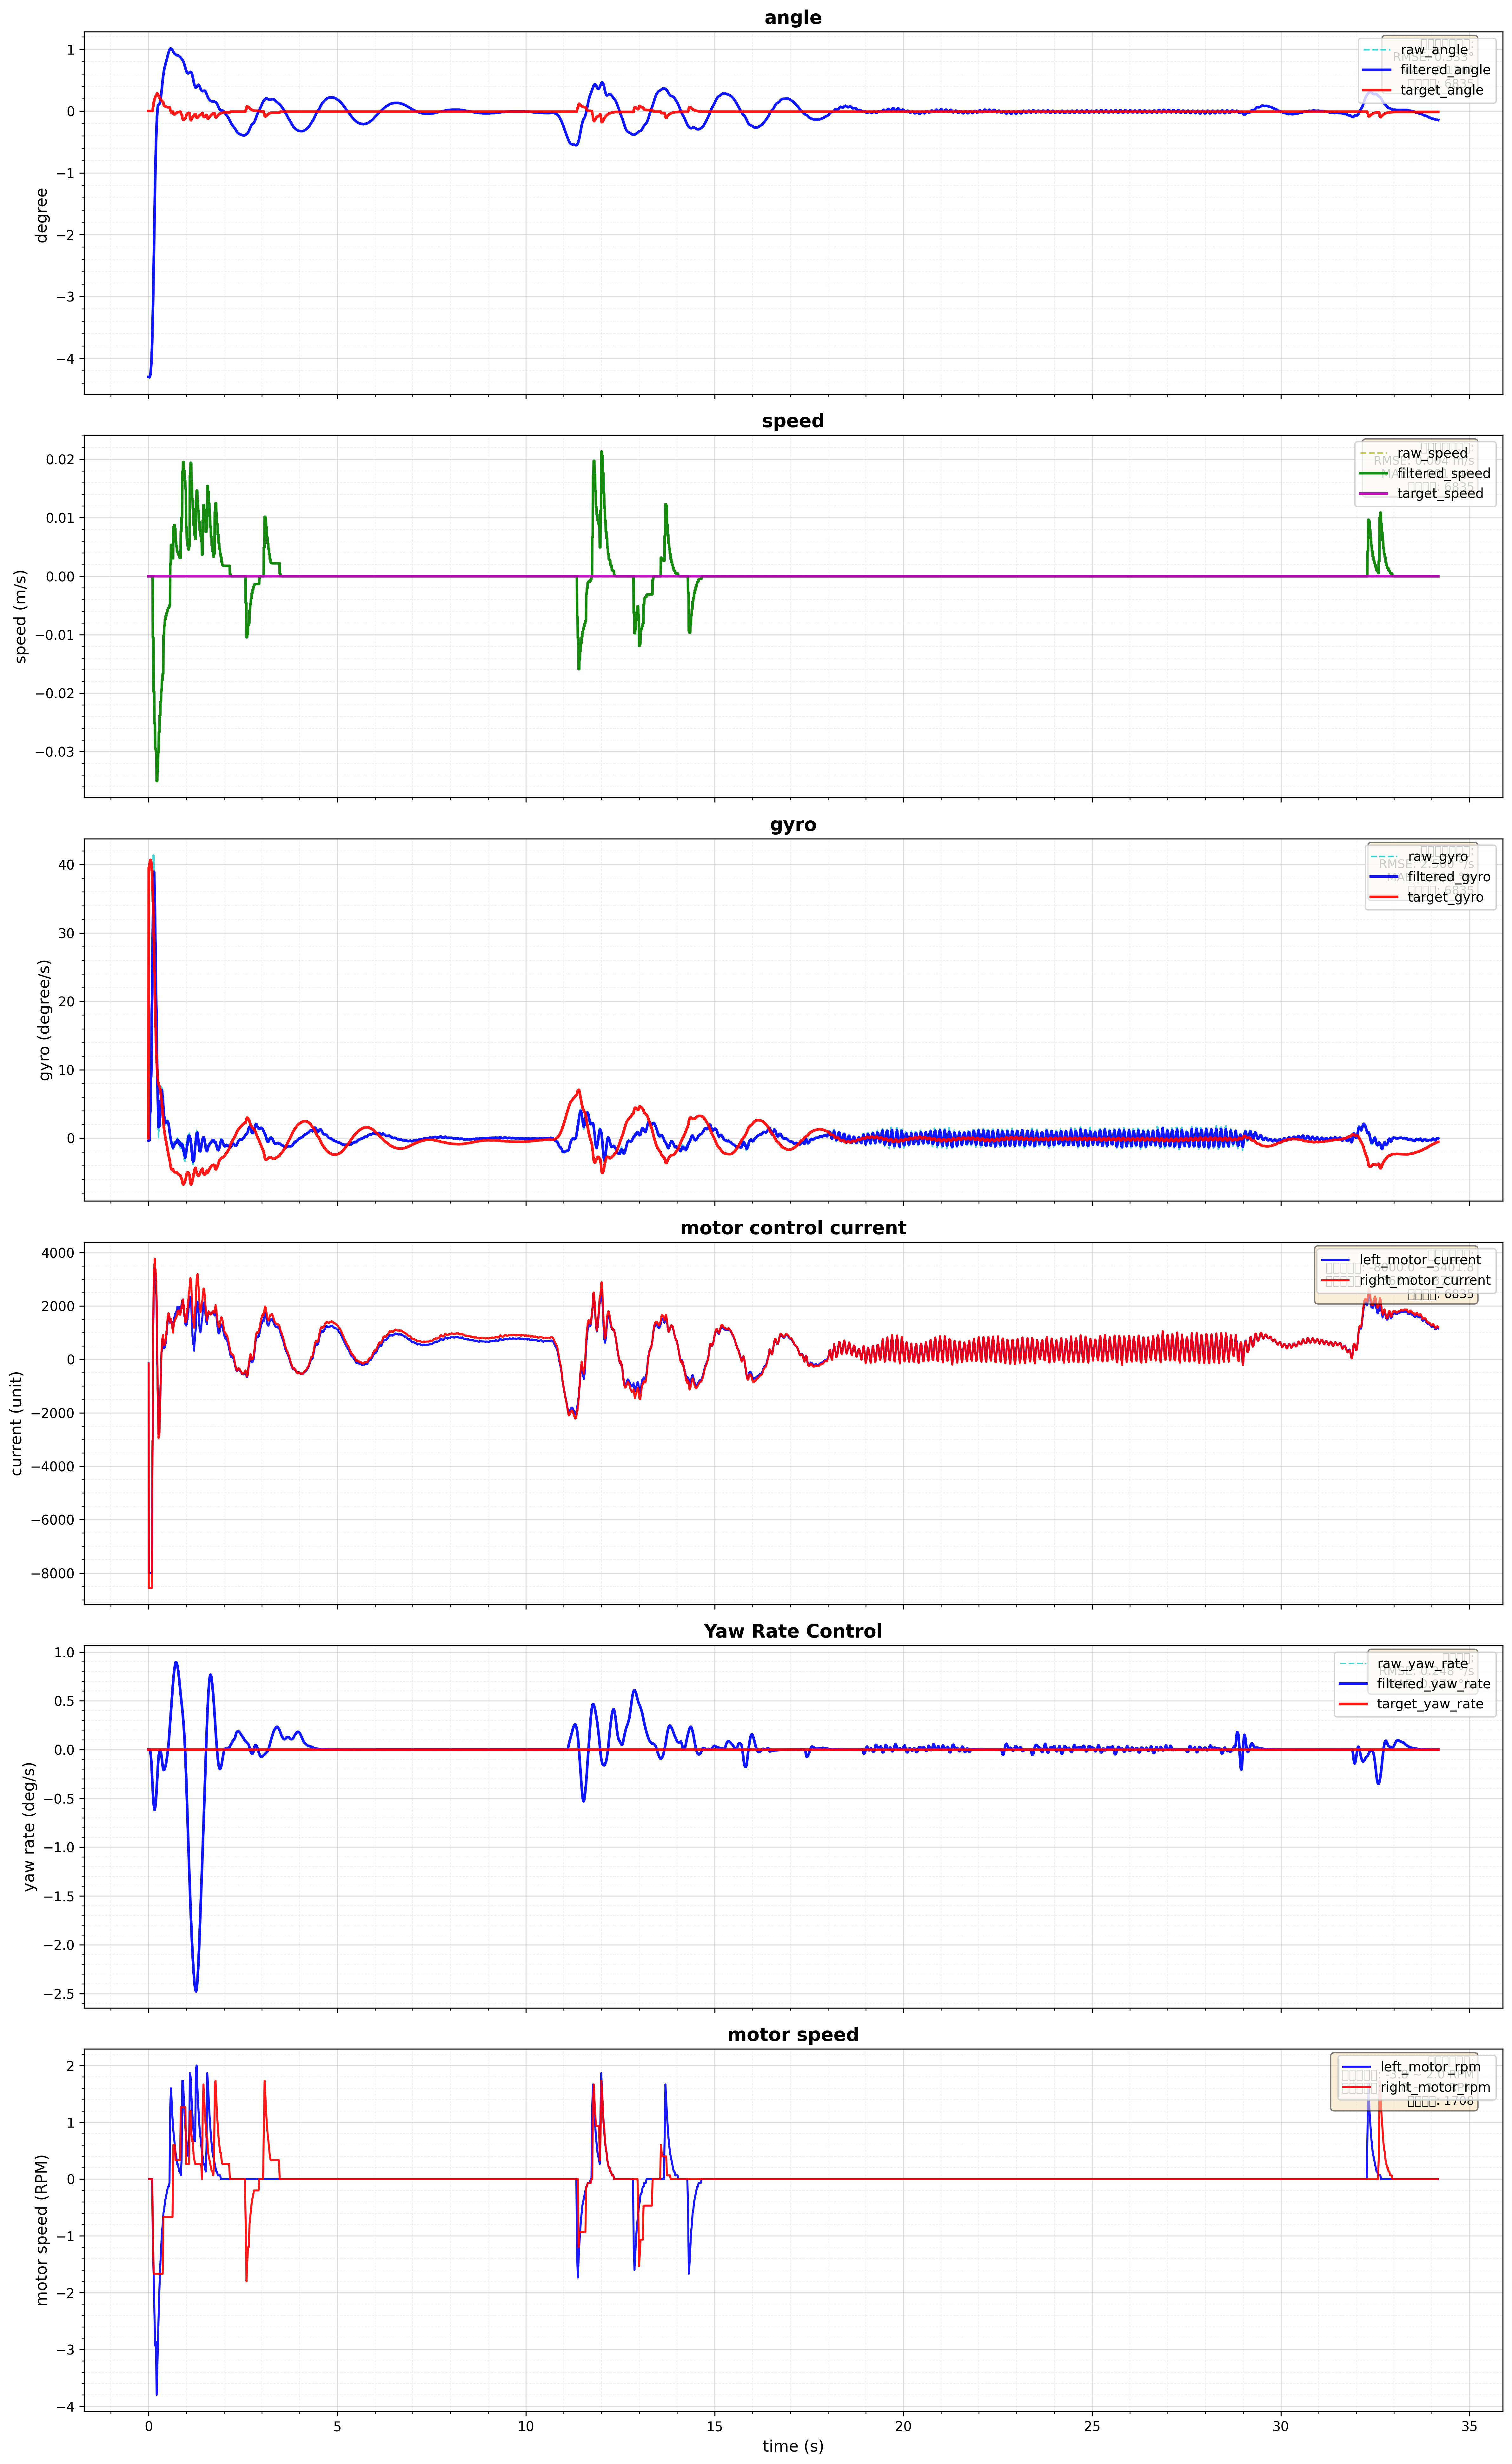 angle
1
0
−1
−2
−3
−4
degree
raw_angle
filtered_angle
target_angle
speed
0.02
0.01
0.00
−0.01
−0.02
−0.03
speed (m/s)
raw_speed
filtered_speed
target_speed
gyro
40
30
20
10
0
gyro (degree/s)
raw_gyro
filtered_gyro
target_gyro
motor control current
4000
2000
0
−2000
−4000
−6000
−8000
current (unit)
left_motor_current
right_motor_current
: 6835
Yaw Rate Control
1.0
0.5
0.0
−0.5
−1.0
−1.5
−2.0
−2.5
yaw rate (deg/s)
raw_yaw_rate
filtered_yaw_rate
target_yaw_rate
motor speed
2
1
0
−1
−2
−3
−4
motor speed (RPM)
left_motor_rpm
right_motor_rpm
: 1708
0 5 10 15 20 25 30 35
time (s)